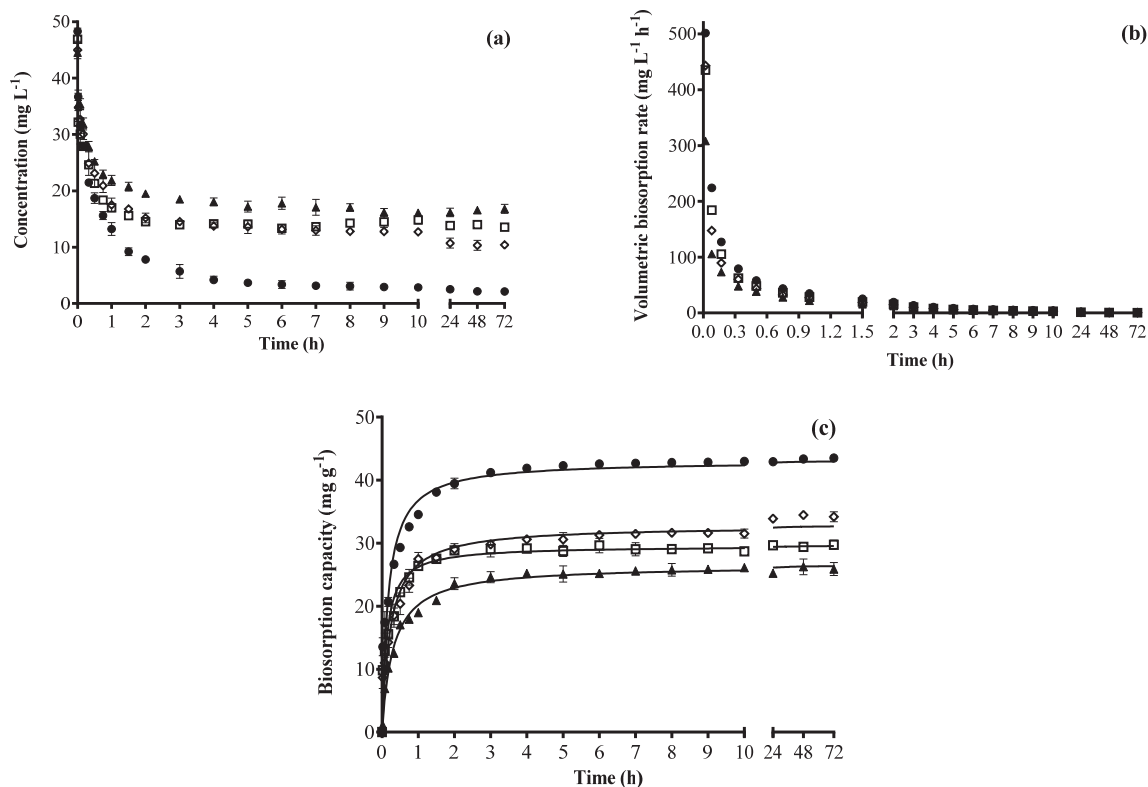 (a)
Concentration (mg L⁻¹)
50
40
30
20
10
0
0 1 2 3 4 5 6 7 8 9 10 24 48 72
Time (h)
(b)
Volumetric biosorption rate (mg L⁻¹ h⁻¹)
500
400
300
200
100
0
0.0 0.3 0.6 0.9 1.2 1.5 2 3 4 5 6 7 8 9 10 24 48 72
Time (h)
(c)
Biosorption capacity (mg g⁻¹)
50
40
30
20
10
0
0 1 2 3 4 5 6 7 8 9 10 24 48 72
Time (h)